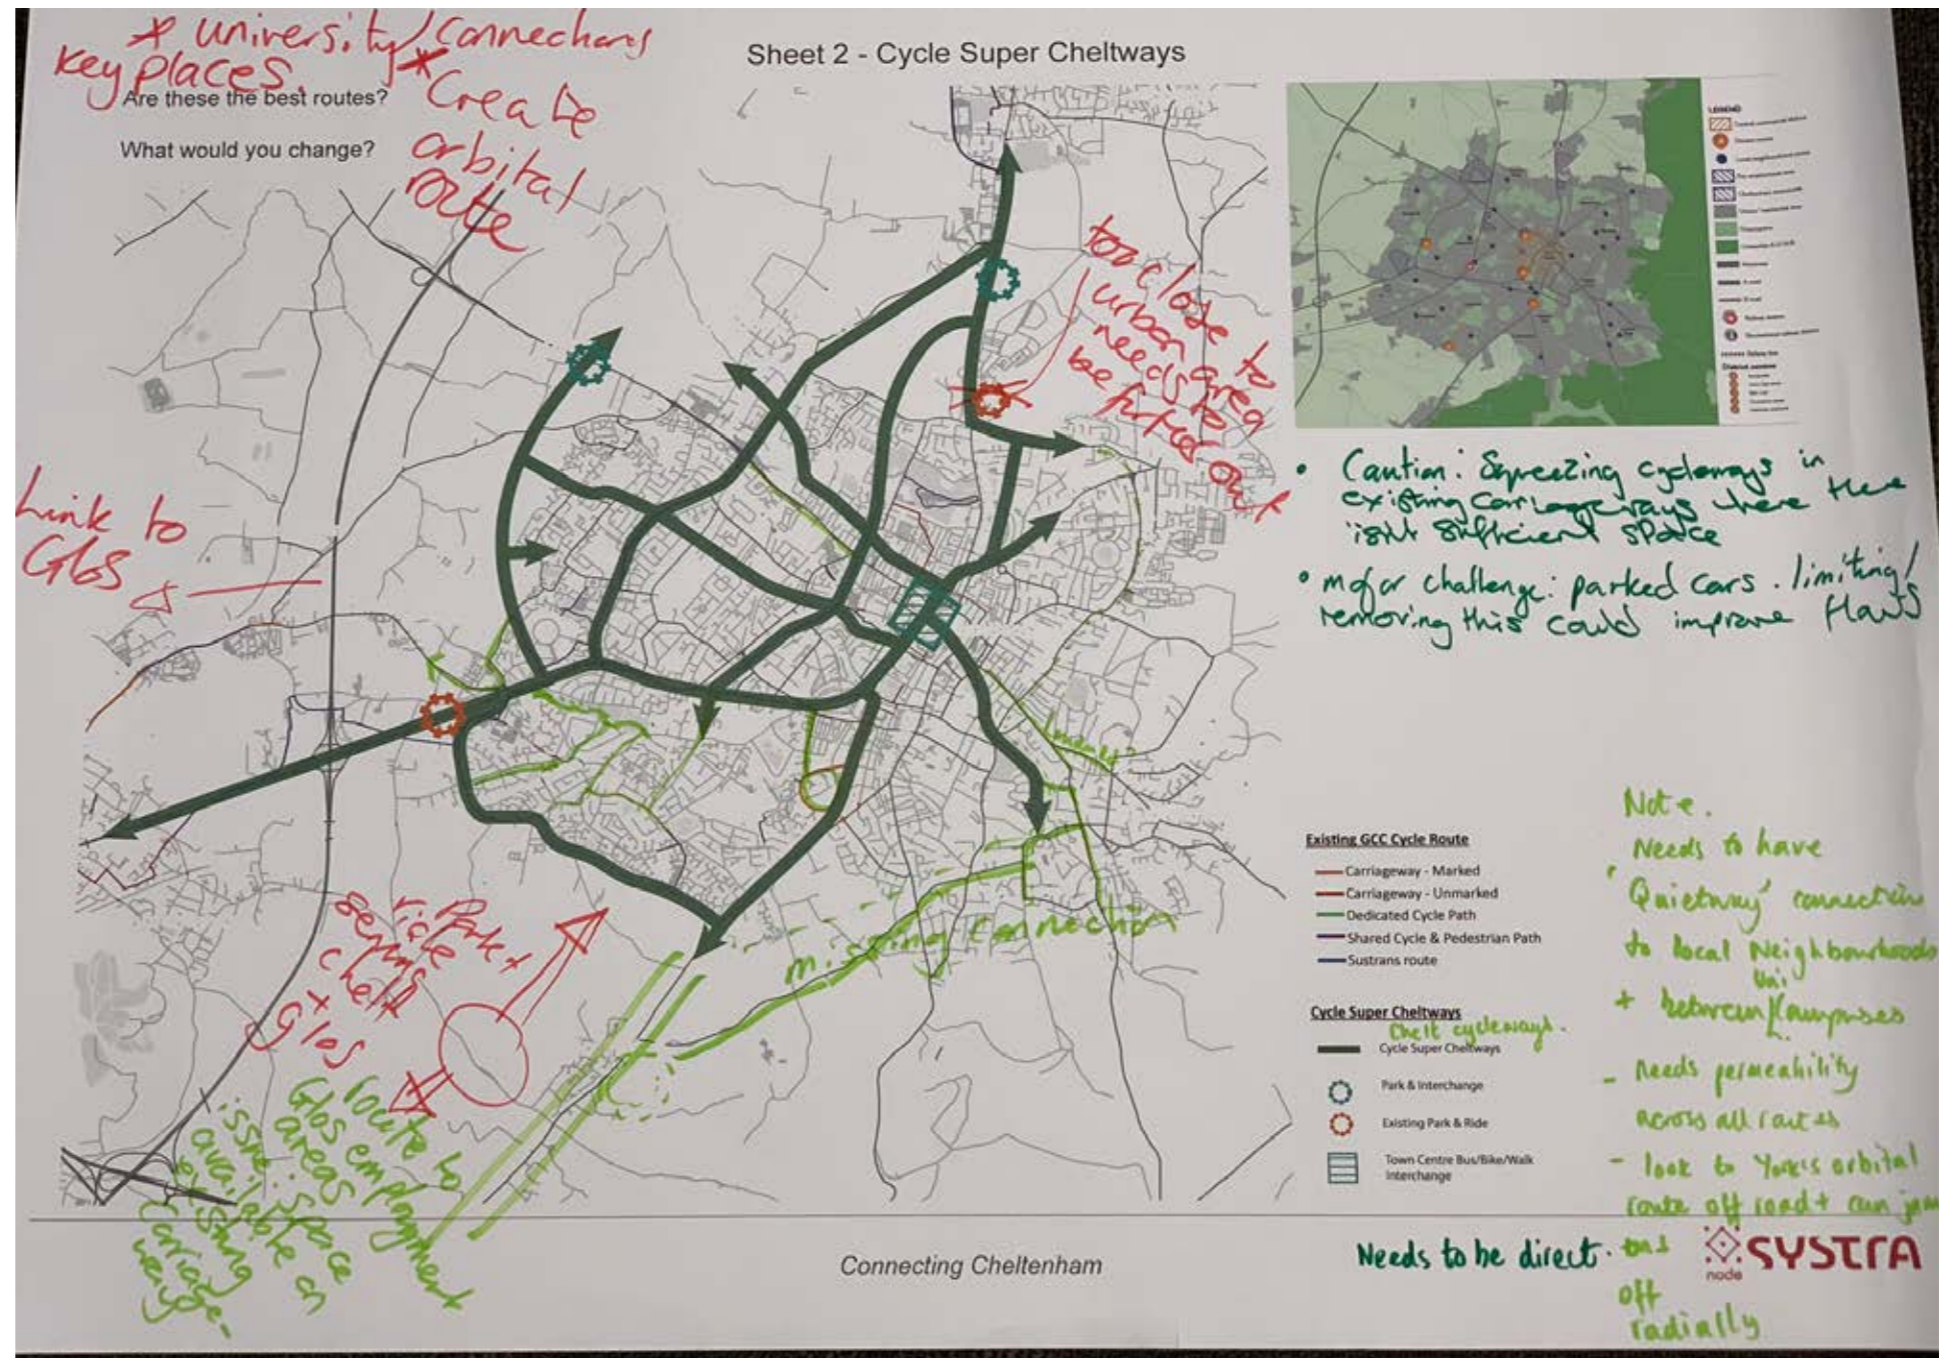 * university/connections
key places.
* Create
orbital
route
Sheet 2 - Cycle Super Cheltways
Are these the best routes?
What would you change?
too close to
urban area
needs to
be further out
Link to
Glos
• Caution: Squeezing cycleways in
existing carriageways where there
isn't sufficient space
• major challenge: parked cars. limiting/
removing this could improve flows
LEGEND
District centres
park +
ride
serving
chelt
+
glos
missing connection
route to
Glos employment
areas
issue: space
available on
existing
carriage-
ways
Existing GCC Cycle Route
Carriageway - Marked
Carriageway - Unmarked
Dedicated Cycle Path
Shared Cycle & Pedestrian Path
Sustrans route
Cycle Super Cheltways
Chelt cycleways.
Cycle Super Cheltways
Park & Interchange
Existing Park & Ride
Town Centre Bus/Bike/Walk
Interchange
Note.
Needs to have
'Quietway' connection
to local Neighbourhoods
Uni
+ between campuses
- needs permeability
across all routes
- look to York's orbital
route off road + can join
on +
off
radially
Needs to be direct.
Connecting Cheltenham
node
SYSTRA